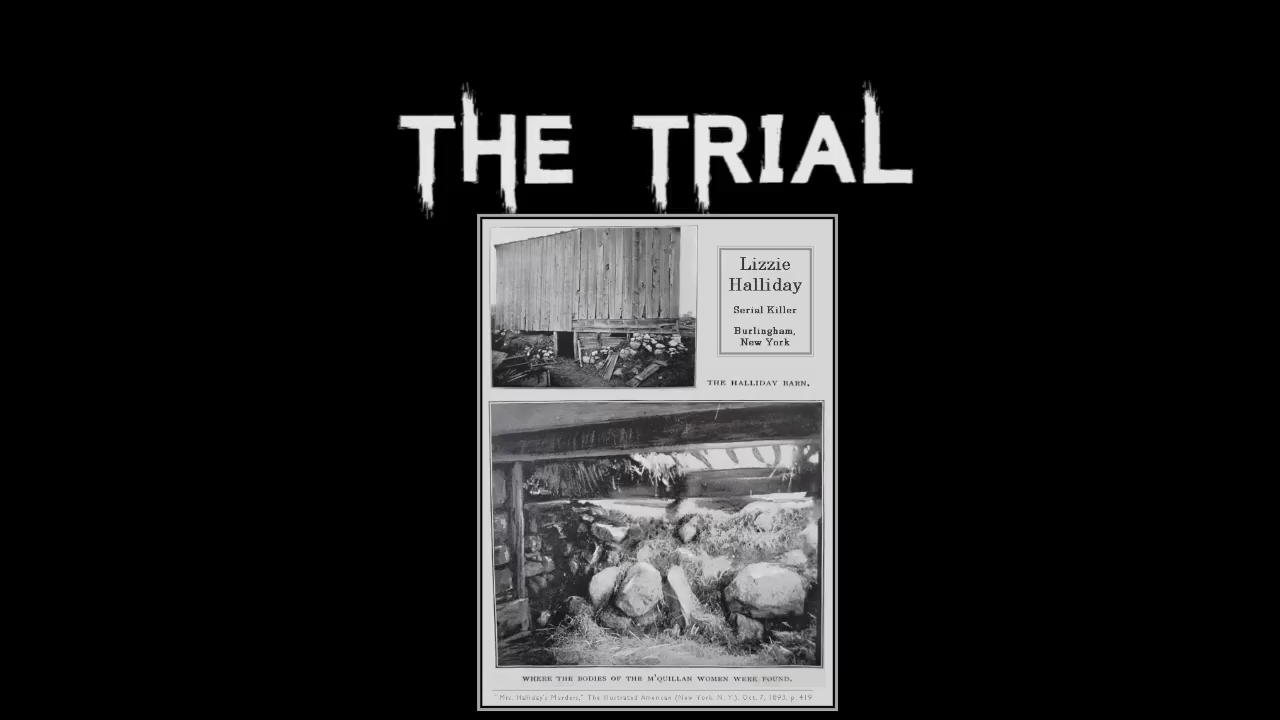 THE TRIAL
Lizzie
Halliday
Serial Killer
Burlingham,
New York
THE HALLIDAY BARN.
WHERE THE BODIES OF THE M'QUILLAN WOMEN WERE FOUND.
"Mrs. Halliday's Murders," The Illustrated American (New York, N. Y.), Oct. 7, 1893, p. 419